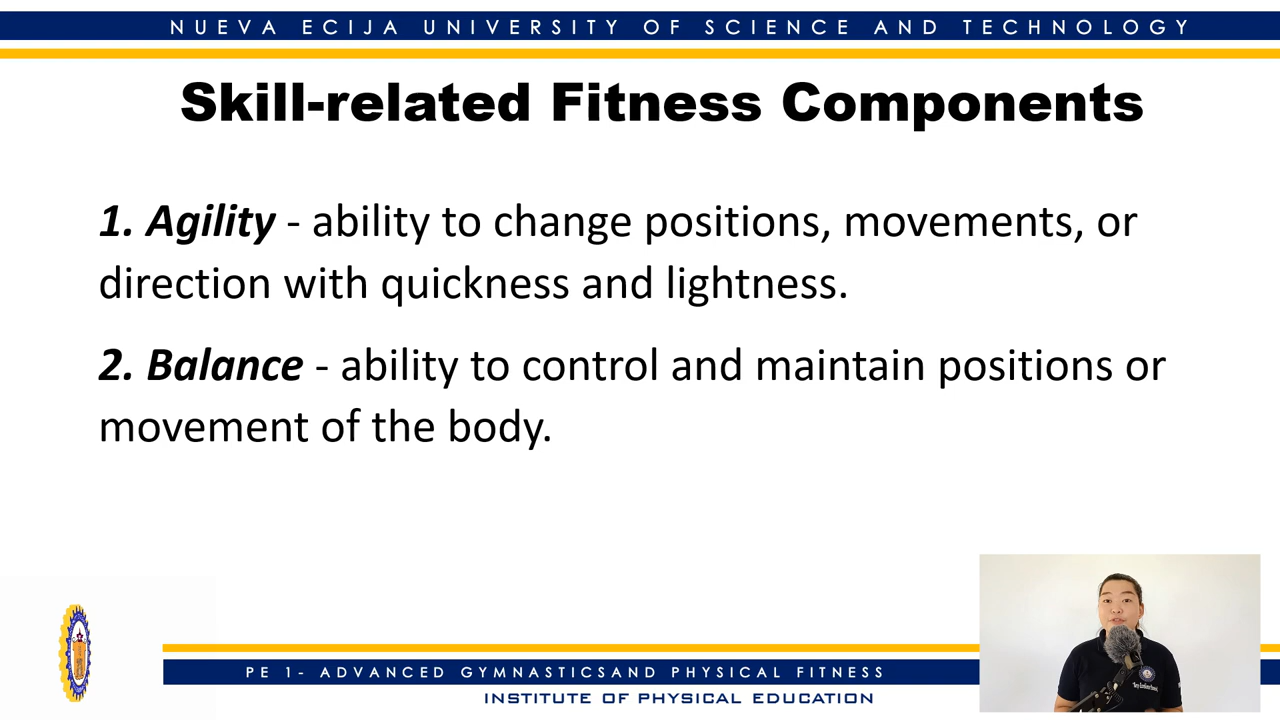 NUEVA ECIJA UNIVERSITY OF SCIENCE AND TECHNOLOGY
Skill-related Fitness Components
1. Agility - ability to change positions, movements, or
direction with quickness and lightness.
2. Balance - ability to control and maintain positions or
movement of the body.
PE 1- ADVANCED GYMNASTICSAND PHYSICAL FITNESS
INSTITUTE OF PHYSICAL EDUCATION